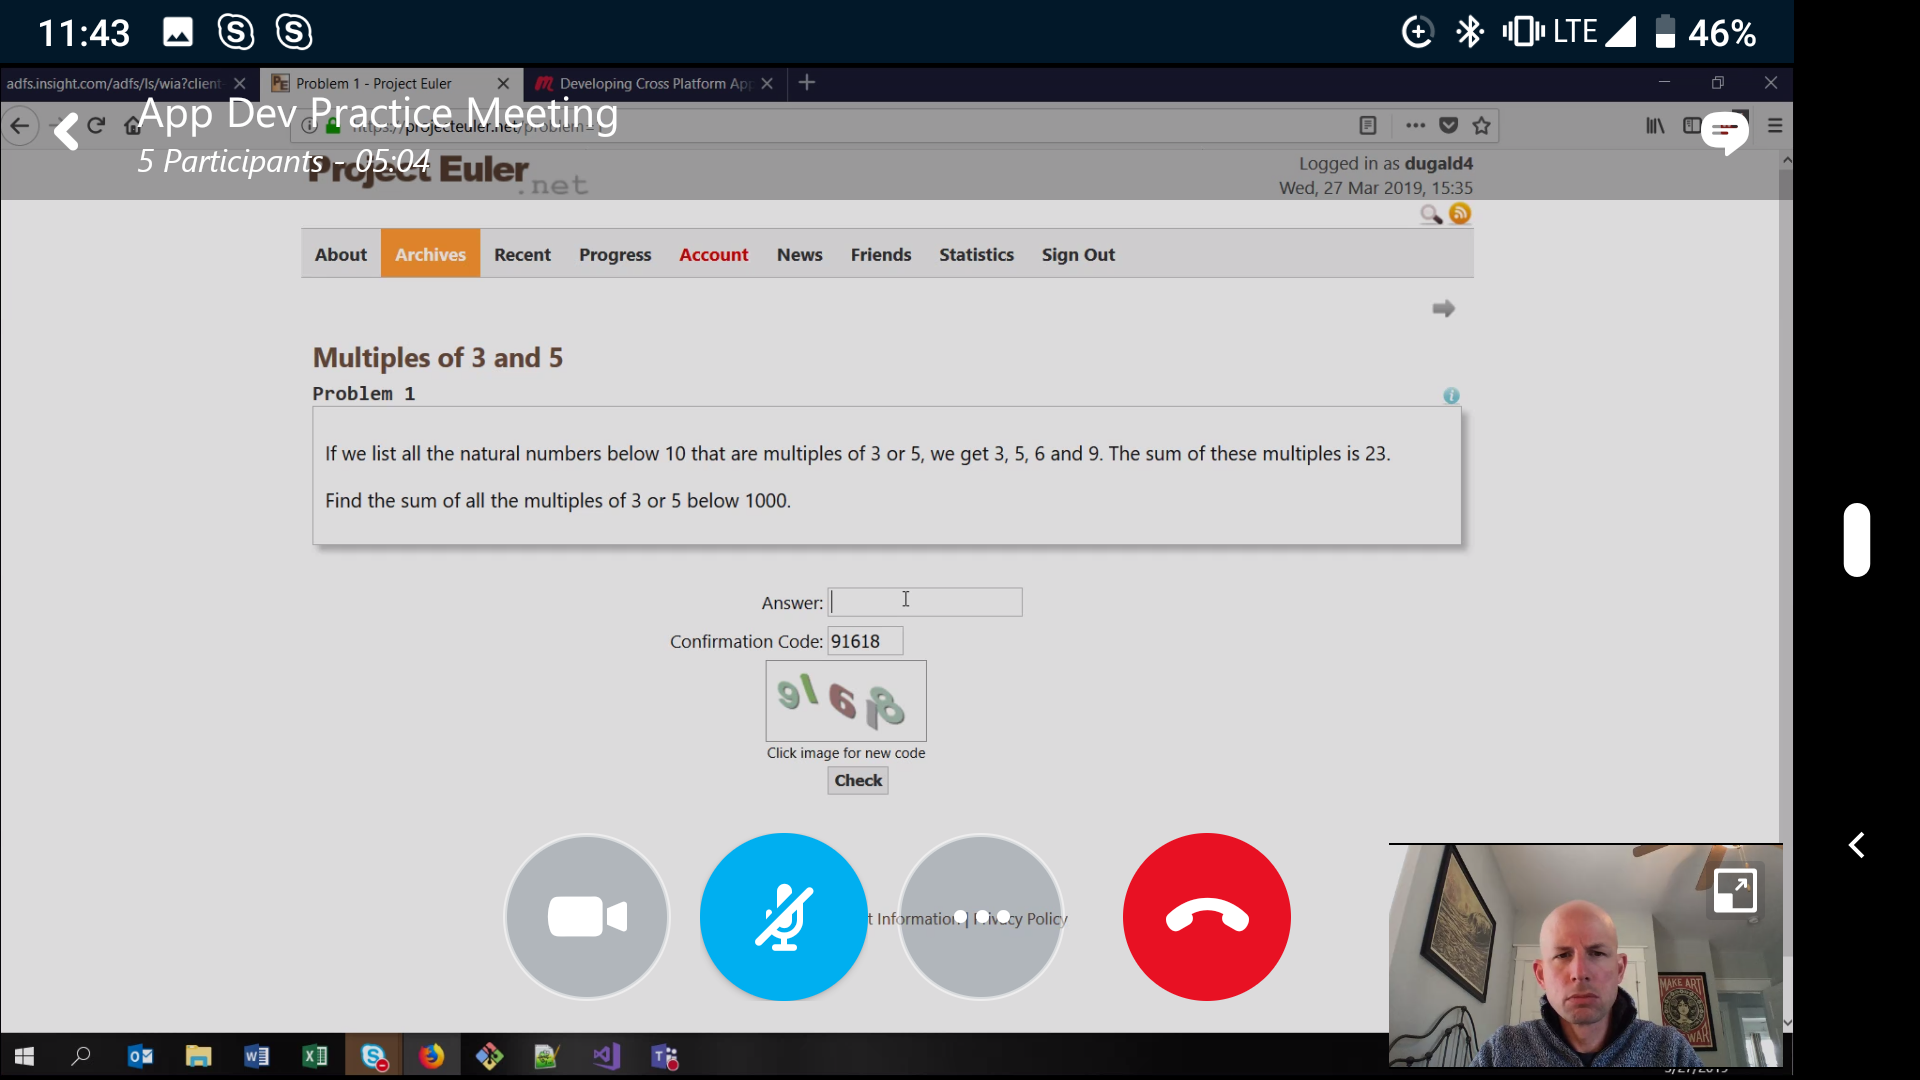 11:43
LTE
46%
adfs.insight.com/adfs/ls/wia?client
Problem 1 - Project Euler
Developing Cross Platform App
App Dev Practice Meeting
https://projecteuler.net/problem=1
5 Participants - 05:04
Project Euler
.net
Logged in as dugald4
Wed, 27 Mar 2019, 15:35
About
Archives
Recent
Progress
Account
News
Friends
Statistics
Sign Out
Multiples of 3 and 5
Problem 1
If we list all the natural numbers below 10 that are multiples of 3 or 5, we get 3, 5, 6 and 9. The sum of these multiples is 23.
Find the sum of all the multiples of 3 or 5 below 1000.
Answer:
Confirmation Code: 91618
91618
Click image for new code
Check
t Information | Privacy Policy
MAKE ART
WAR